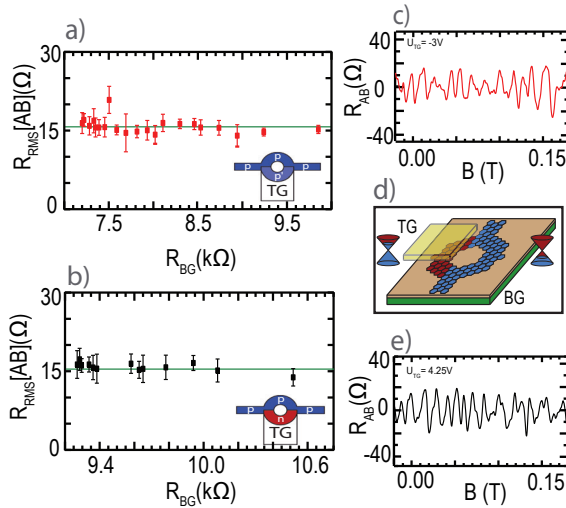 a)
30
15
0
R_RMS[AB](Ω)
7.5
8.5
9.5
R_BG(kΩ)
p
p
p
p
TG
b)
30
15
0
R_RMS[AB](Ω)
9.4
10.0
10.6
R_BG(kΩ)
p
p
p
n
TG
c)
U_TG= -3V
40
0
-40
R_AB(Ω)
0.00
0.15
B (T)
d)
TG
BG
e)
U_TG= 4.25V
40
0
-40
R_AB(Ω)
0.00
0.15
B (T)